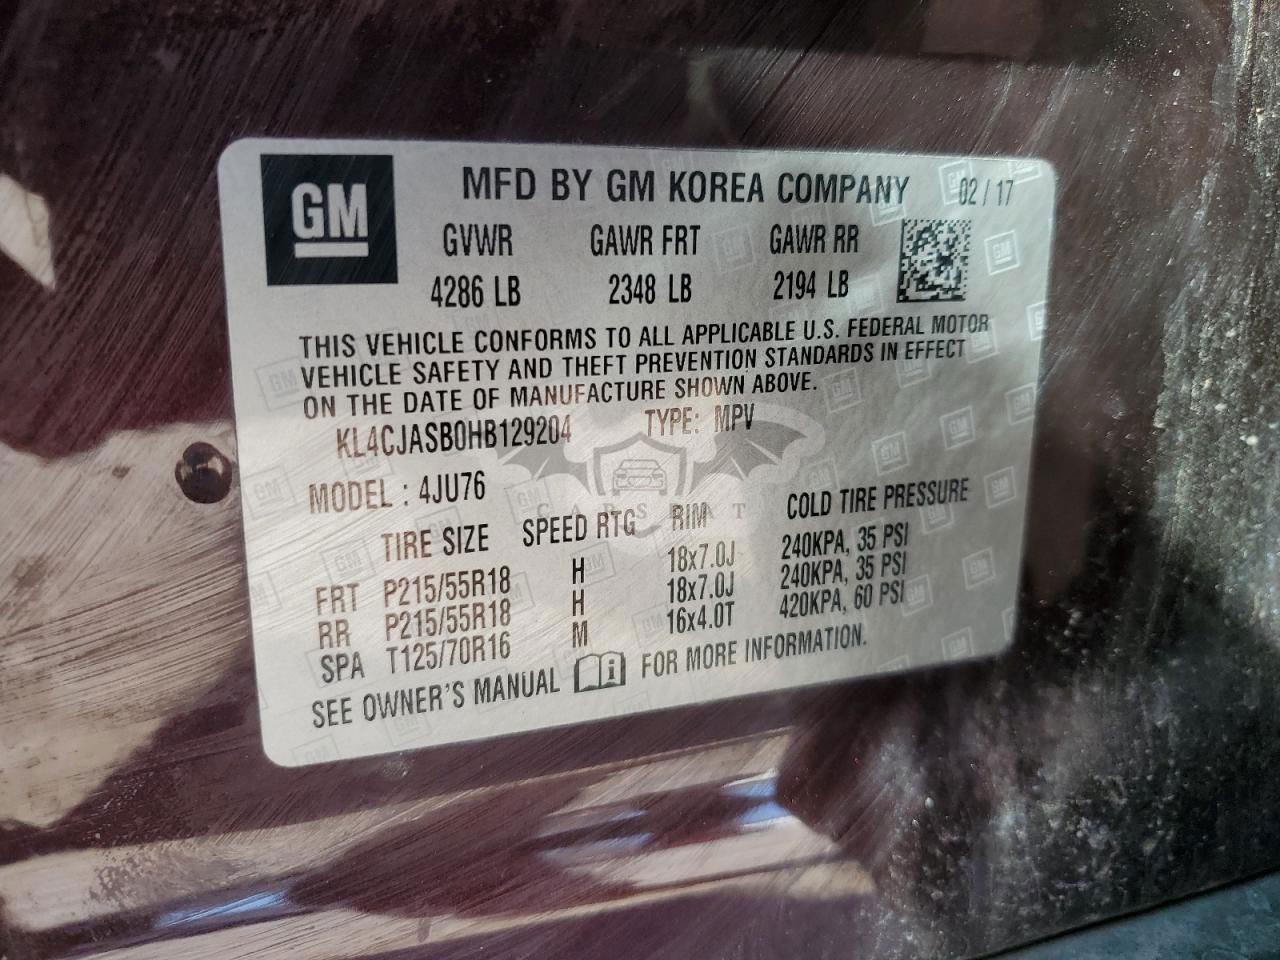 GM
MFD BY GM KOREA COMPANY 02 / 17
GVWR GAWR FRT GAWR RR
4286 LB 2348 LB 2194 LB
THIS VEHICLE CONFORMS TO ALL APPLICABLE U.S. FEDERAL MOTOR
VEHICLE SAFETY AND THEFT PREVENTION STANDARDS IN EFFECT
ON THE DATE OF MANUFACTURE SHOWN ABOVE.
KL4CJASB0HB129204 TYPE: MPV
MODEL : 4JU76
TIRE SIZE SPEED RTG RIM COLD TIRE PRESSURE
FRT P215/55R18 H 18x7.0J 240KPA, 35 PSI
RR P215/55R18 H 18x7.0J 240KPA, 35 PSI
SPA T125/70R16 M 16x4.0T 420KPA, 60 PSI
SEE OWNER'S MANUAL i FOR MORE INFORMATION.